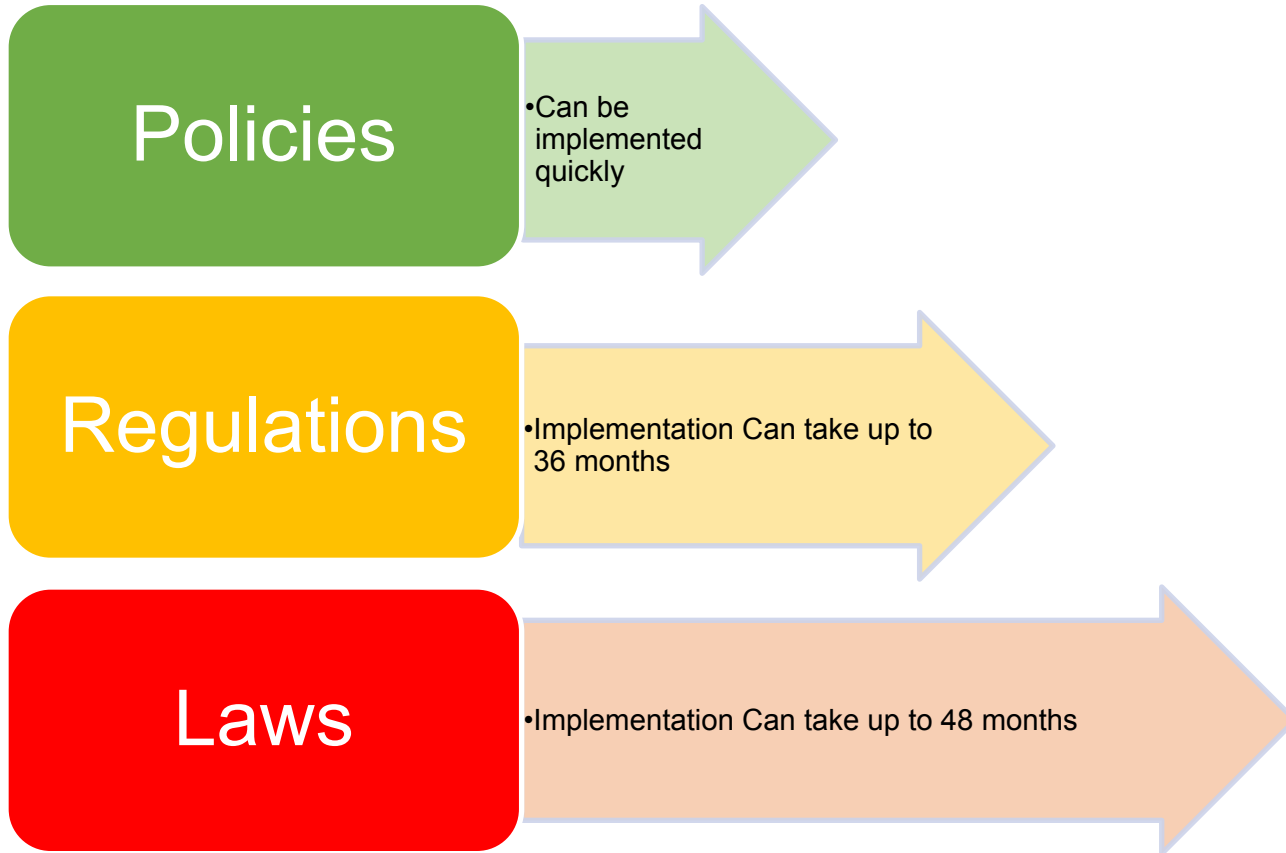 Policies
•Can be
implemented
quickly
Regulations
•Implementation Can take up to
36 months
Laws
•Implementation Can take up to 48 months